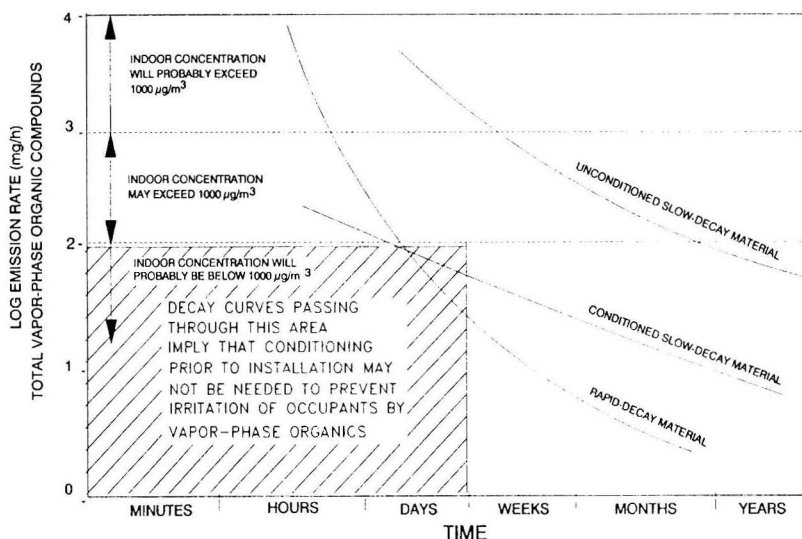 LOG EMISSION RATE (mg/h)
TOTAL VAPOR-PHASE ORGANIC COMPOUNDS
4
3
2
1
0
INDOOR CONCENTRATION
WILL PROBABLY EXCEED
1000 µg/m³
INDOOR CONCENTRATION
MAY EXCEED 1000 µg/m³
INDOOR CONCENTRATION WILL
PROBABLY BE BELOW 1000 µg/m ³
DECAY CURVES PASSING
THROUGH THIS AREA
IMPLY THAT CONDITIONING
PRIOR TO INSTALLATION MAY
NOT BE NEEDED TO PREVENT
IRRITATION OF OCCUPANTS BY
VAPOR-PHASE ORGANICS
UNCONDITIONED SLOW-DECAY MATERIAL
CONDITIONED SLOW-DECAY MATERIAL
RAPID-DECAY MATERIAL
MINUTES HOURS DAYS WEEKS MONTHS YEARS
TIME